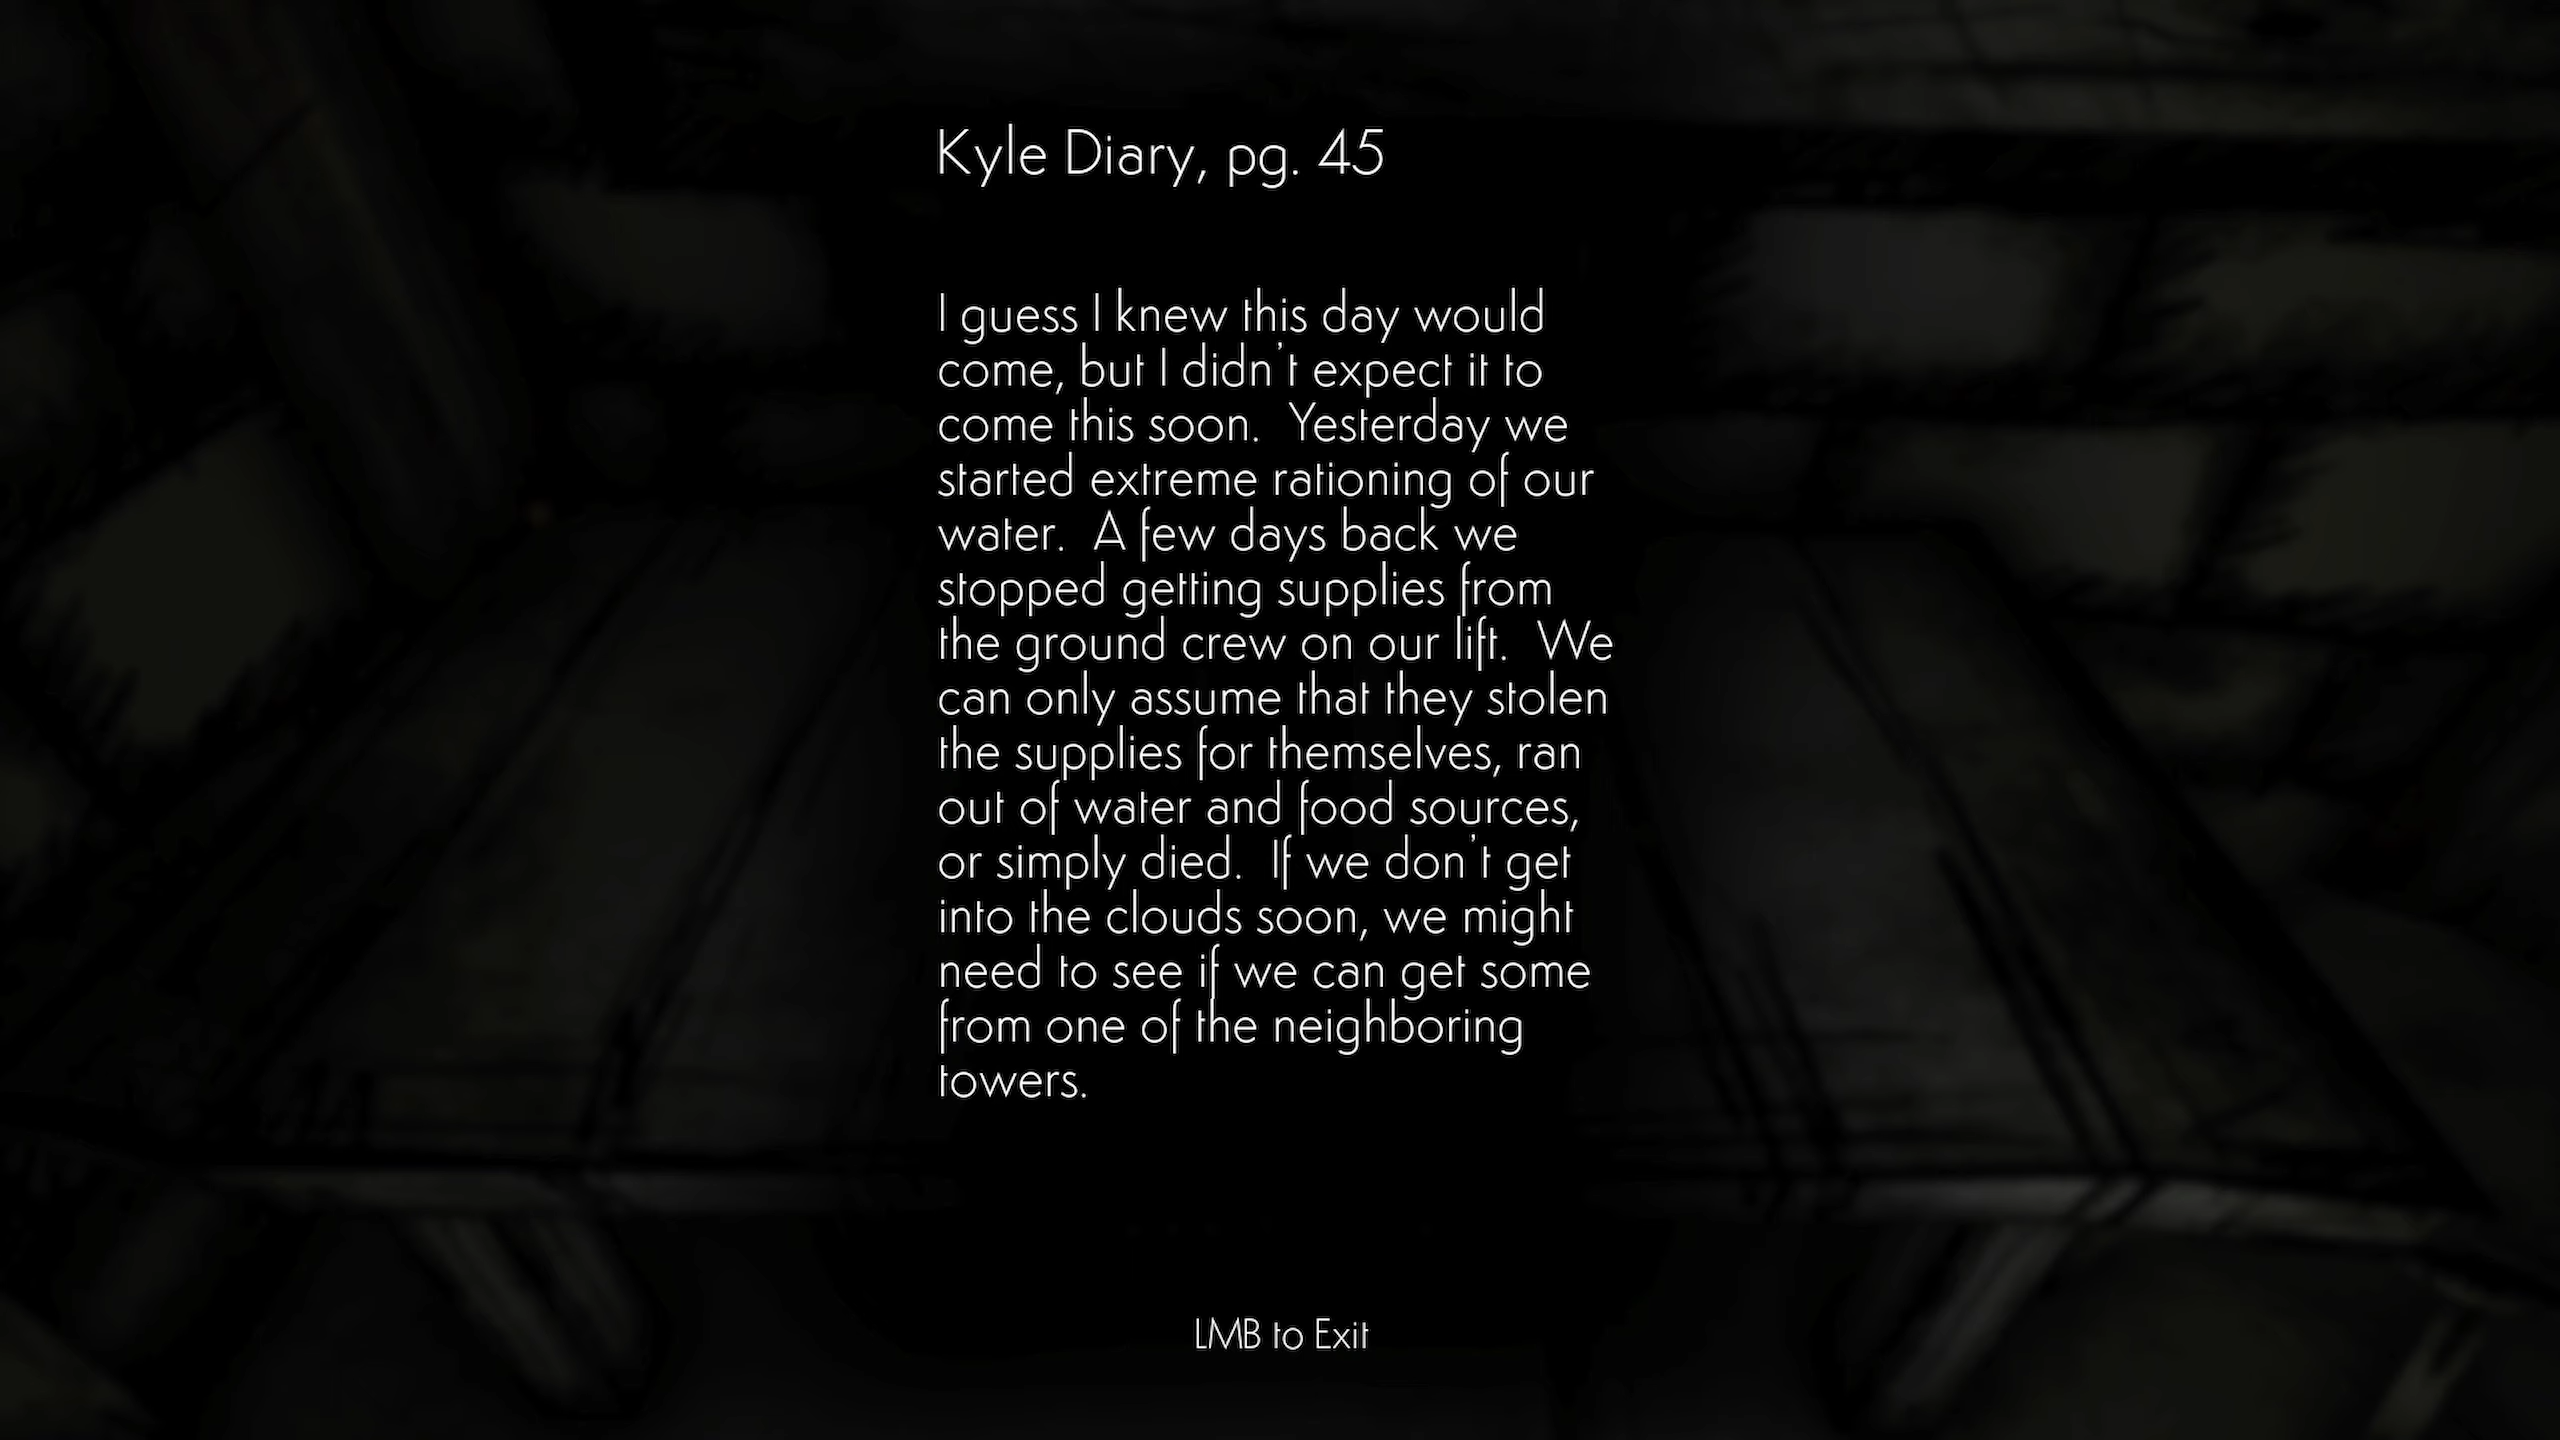 Kyle Diary, pg. 45
I guess I knew this day would
come, but I didn't expect it to
come this soon.  Yesterday we
started extreme rationing of our
water.  A few days back we
stopped getting supplies from
the ground crew on our lift.  We
can only assume that they stolen
the supplies for themselves, ran
out of water and food sources,
or simply died.  If we don't get
into the clouds soon, we might
need to see if we can get some
from one of the neighboring
towers.
LMB to Exit